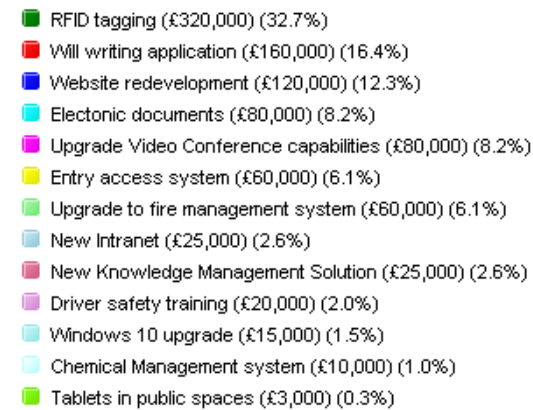 RFID tagging (£320,000) (32.7%)
Will writing application (£160,000) (16.4%)
Website redevelopment (£120,000) (12.3%)
Electonic documents (£80,000) (8.2%)
Upgrade Video Conference capabilities (£80,000) (8.2%)
Entry access system (£60,000) (6.1%)
Upgrade to fire management system (£60,000) (6.1%)
New Intranet (£25,000) (2.6%)
New Knowledge Management Solution (£25,000) (2.6%)
Driver safety training (£20,000) (2.0%)
Windows 10 upgrade (£15,000) (1.5%)
Chemical Management system (£10,000) (1.0%)
Tablets in public spaces (£3,000) (0.3%)